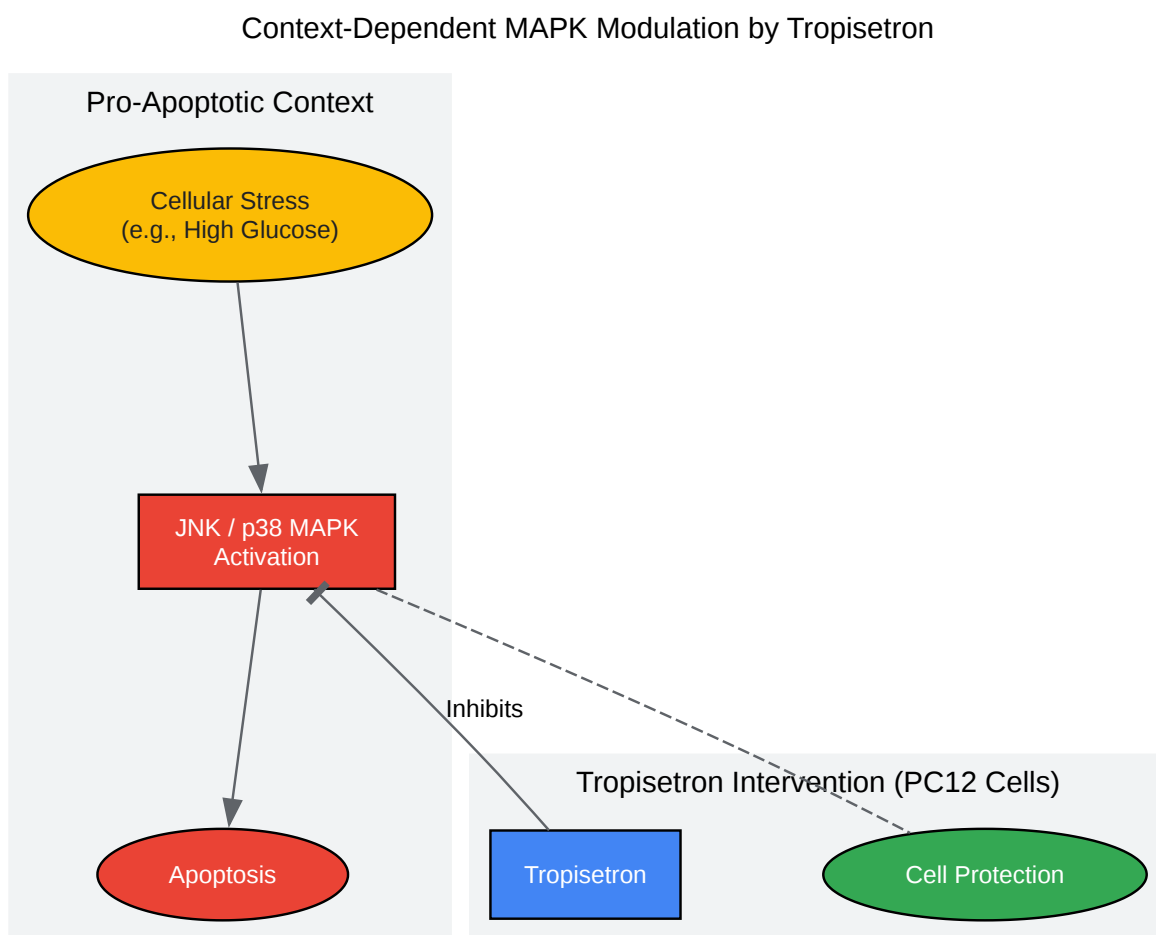 Context-Dependent MAPK Modulation by Tropisetron
Pro-Apoptotic Context
Cellular Stress
(e.g., High Glucose)
JNK / p38 MAPK
Activation
Inhibits
Tropisetron Intervention (PC12 Cells)
Apoptosis
Tropisetron
Cell Protection